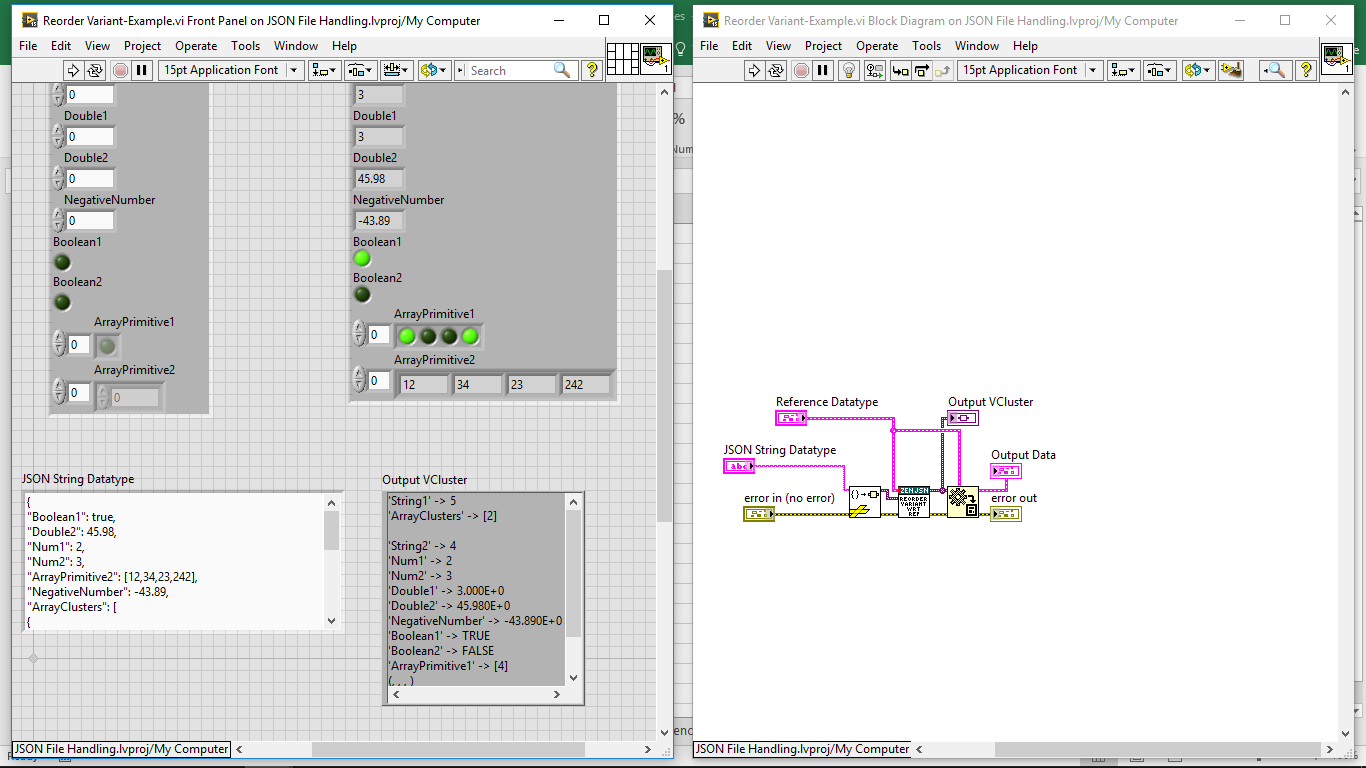 Reorder Variant-Example.vi Front Panel on JSON File Handling.lvproj/My Computer
File Edit View Project Operate Tools Window Help
15pt Application Font
Search
?
1
0
Double1
0
Double2
0
NegativeNumber
0
Boolean1
Boolean2
ArrayPrimitive1
0
ArrayPrimitive2
0
0
3
Double1
3
Double2
45.98
NegativeNumber
-43.89
Boolean1
Boolean2
ArrayPrimitive1
0
ArrayPrimitive2
0
12 34 23 242
JSON String Datatype
{
"Boolean1": true,
"Double2": 45.98,
"Num1": 2,
"Num2": 3,
"ArrayPrimitive2": [12,34,23,242],
"NegativeNumber": -43.89,
"ArrayClusters": [
{
Output VCluster
'String1' -> 5
'ArrayClusters' -> [2]
'String2' -> 4
'Num1' -> 2
'Num2' -> 3
'Double1' -> 3.000E+0
'Double2' -> 45.980E+0
'NegativeNumber' -> -43.890E+0
'Boolean1' -> TRUE
'Boolean2' -> FALSE
'ArrayPrimitive1' -> [4]
(, , , )
JSON File Handling.lvproj/My Computer
%
Reorder Variant-Example.vi Block Diagram on JSON File Handling.lvproj/My Computer
File Edit View Project Operate Tools Window Help
15pt Application Font
?
1
Reference Datatype
Output VCluster
JSON String Datatype
abc
Output Data
error in (no error)
REORDER
VARIANT
WRT
REF
error out
JSON File Handling.lvproj/My Computer